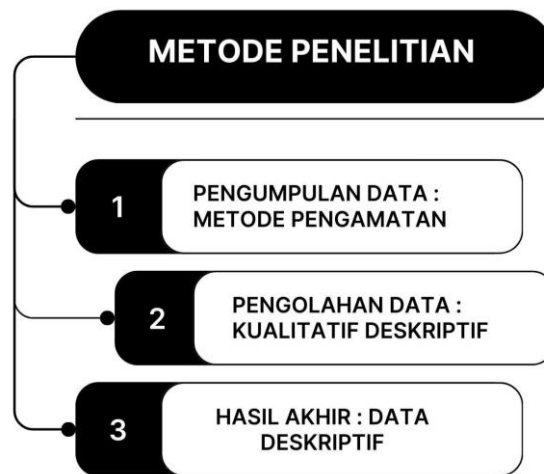 METODE PENELITIAN
1
PENGUMPULAN DATA :
METODE PENGAMATAN
2
PENGOLAHAN DATA :
KUALITATIF DESKRIPTIF
3
HASIL AKHIR : DATA
DESKRIPTIF